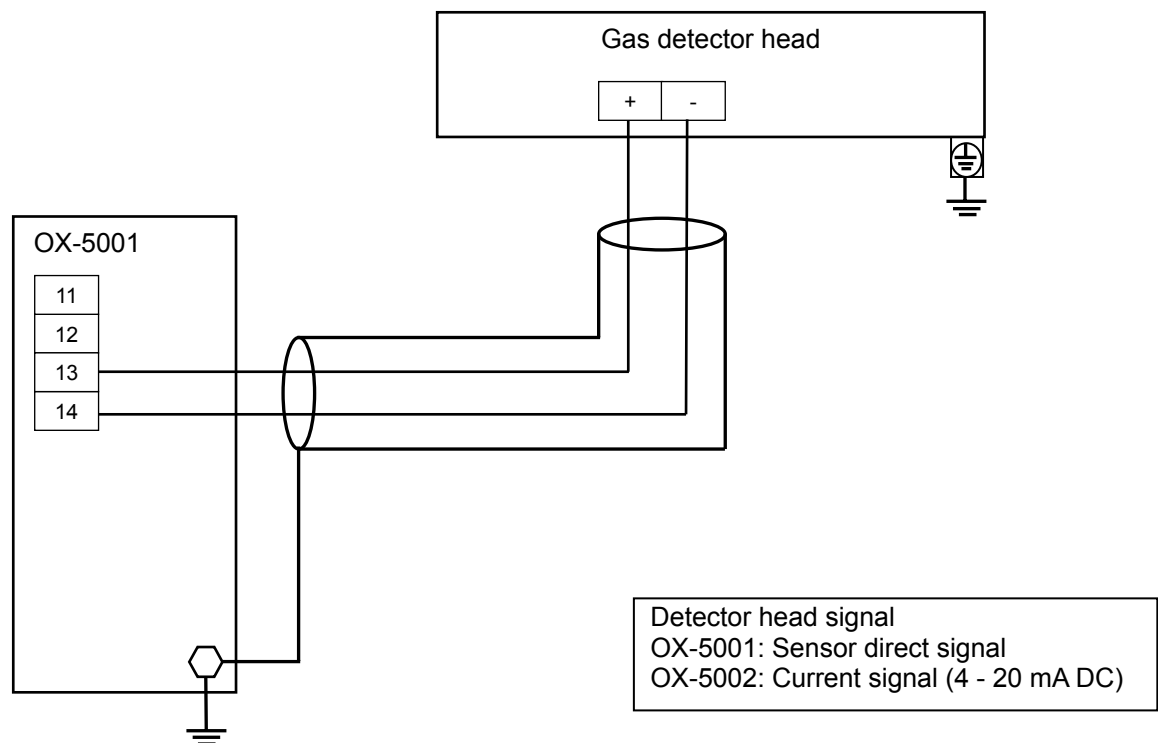 Gas detector head
+ -
OX-5001
11
12
13
14
Detector head signal
OX-5001: Sensor direct signal
OX-5002: Current signal (4 - 20 mA DC)